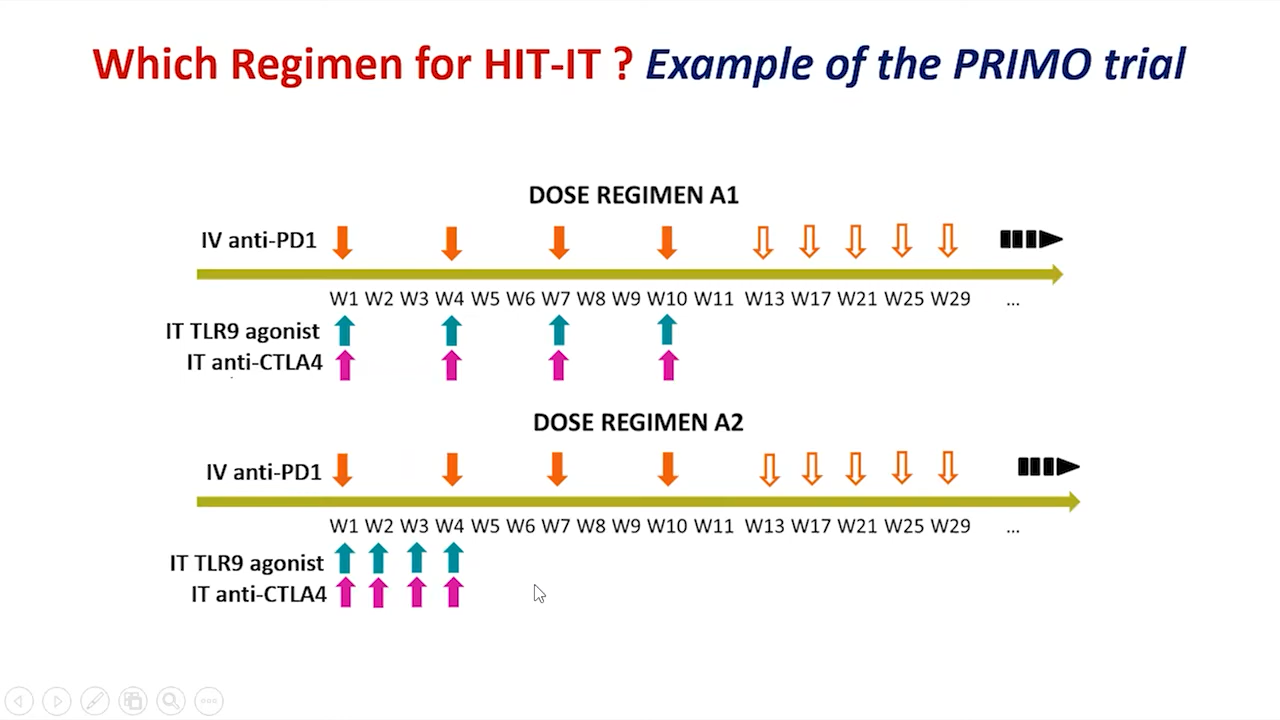 Which Regimen for HIT-IT ? Example of the PRIMO trial
DOSE REGIMEN A1
IV anti-PD1
W1 W2 W3 W4 W5 W6 W7 W8 W9 W10 W11 W13 W17 W21 W25 W29 ...
IT TLR9 agonist
IT anti-CTLA4
DOSE REGIMEN A2
IV anti-PD1
W1 W2 W3 W4 W5 W6 W7 W8 W9 W10 W11 W13 W17 W21 W25 W29 ...
IT TLR9 agonist
IT anti-CTLA4